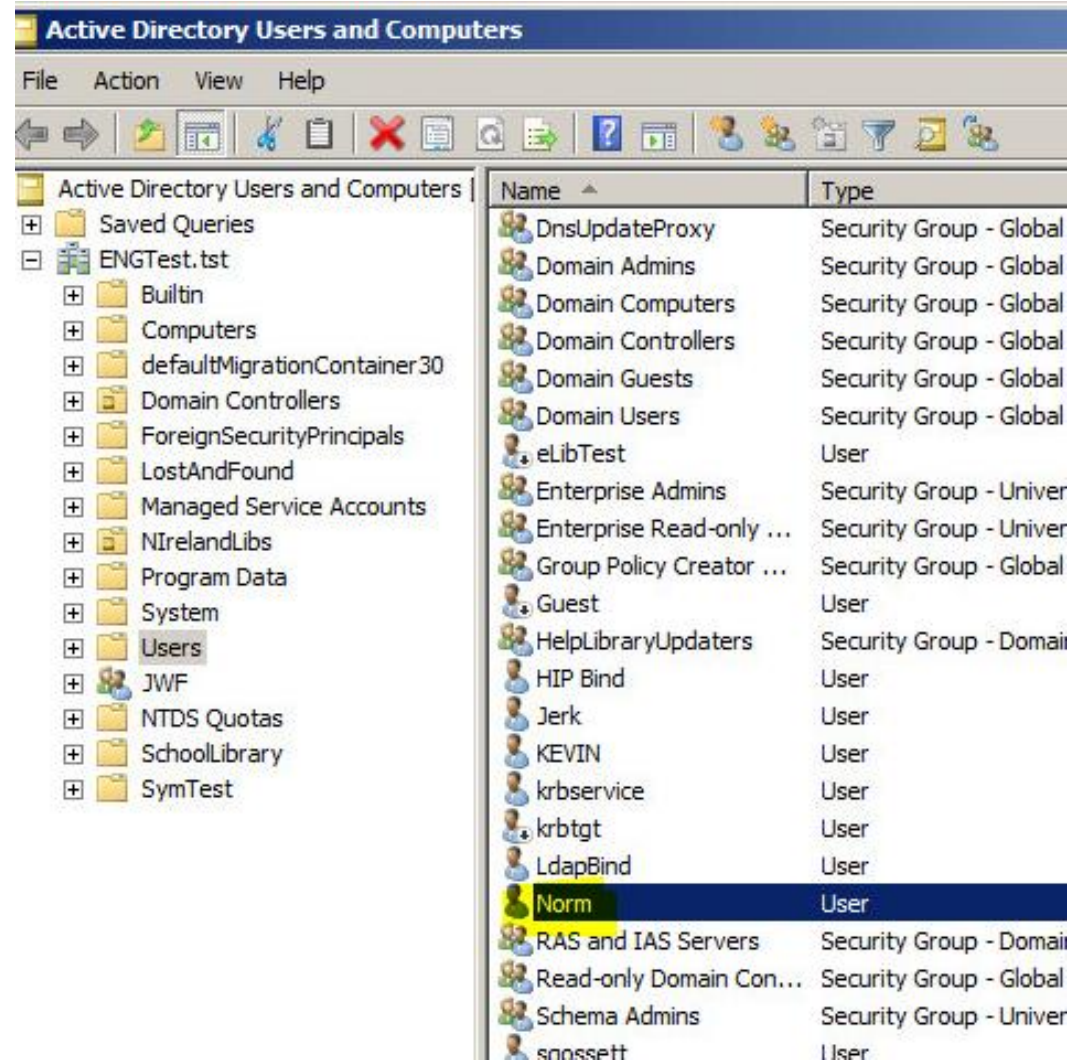 Active Directory Users and Computers
File Action View Help
Active Directory Users and Computers [
Saved Queries
ENGTest.tst
Builtin
Computers
defaultMigrationContainer30
Domain Controllers
ForeignSecurityPrincipals
LostAndFound
Managed Service Accounts
NIrelandLibs
Program Data
System
Users
JWF
NTDS Quotas
SchoolLibrary
SymTest
Name Type
DnsUpdateProxy Security Group - Global
Domain Admins Security Group - Global
Domain Computers Security Group - Global
Domain Controllers Security Group - Global
Domain Guests Security Group - Global
Domain Users Security Group - Global
eLibTest User
Enterprise Admins Security Group - Univer
Enterprise Read-only ... Security Group - Univer
Group Policy Creator ... Security Group - Global
Guest User
HelpLibraryUpdaters Security Group - Domain
HIP Bind User
Jerk User
KEVIN User
krbservice User
krbtgt User
LdapBind User
Norm User
RAS and IAS Servers Security Group - Domain
Read-only Domain Con... Security Group - Global
Schema Admins Security Group - Univer
sgossett User